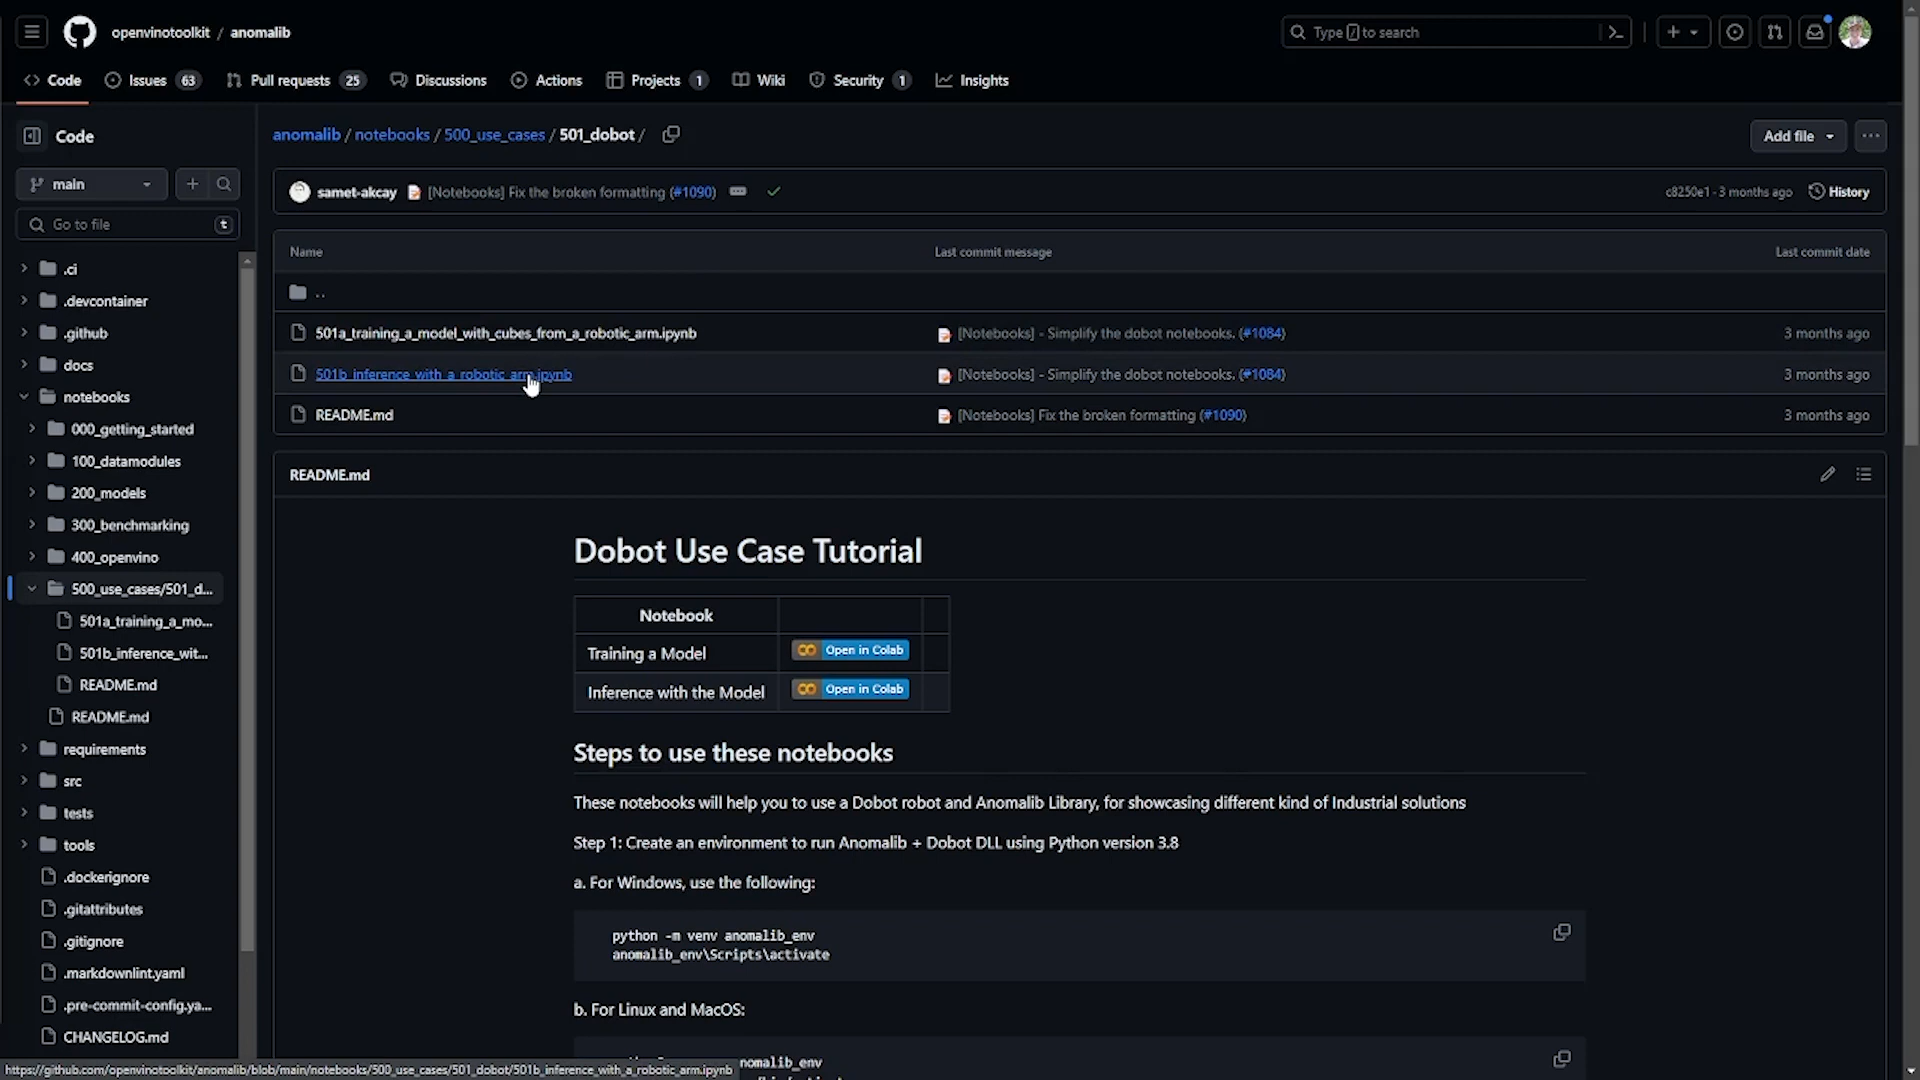 openvinotoolkit / anomalib
Type / to search
Code
Issues 63
Pull requests 25
Discussions
Actions
Projects 1
Wiki
Security 1
Insights
Code
main
Go to file
t
.ci
.devcontainer
.github
docs
notebooks
000_getting_started
100_datamodules
200_models
300_benchmarking
400_openvino
500_use_cases/501_d...
501a_training_a_mo...
501b_inference_wit...
README.md
README.md
requirements
src
tests
tools
.dockerignore
.gitattributes
.gitignore
.markdownlint.yaml
.pre-commit-config.ya...
CHANGELOG.md
anomalib / notebooks / 500_use_cases / 501_dobot /
Add file
samet-akcay [Notebooks] Fix the broken formatting (#1090)
c8250e1 · 3 months ago History
Name Last commit message Last commit date
..
501a_training_a_model_with_cubes_from_a_robotic_arm.ipynb [Notebooks] - Simplify the dobot notebooks. (#1084) 3 months ago
501b_inference_with_a_robotic_arm.ipynb [Notebooks] - Simplify the dobot notebooks. (#1084) 3 months ago
README.md [Notebooks] Fix the broken formatting (#1090) 3 months ago
README.md
Dobot Use Case Tutorial
Notebook
Training a Model Open in Colab
Inference with the Model Open in Colab
Steps to use these notebooks
These notebooks will help you to use a Dobot robot and Anomalib Library, for showcasing different kind of Industrial solutions
Step 1: Create an environment to run Anomalib + Dobot DLL using Python version 3.8
a. For Windows, use the following:
python -m venv anomalib_env
anomalib_env\Scripts\activate
b. For Linux and MacOS:
nomalib_env
https://github.com/openvinotoolkit/anomalib/blob/main/notebooks/500_use_cases/501_dobot/501b_inference_with_a_robotic_arm.ipynb